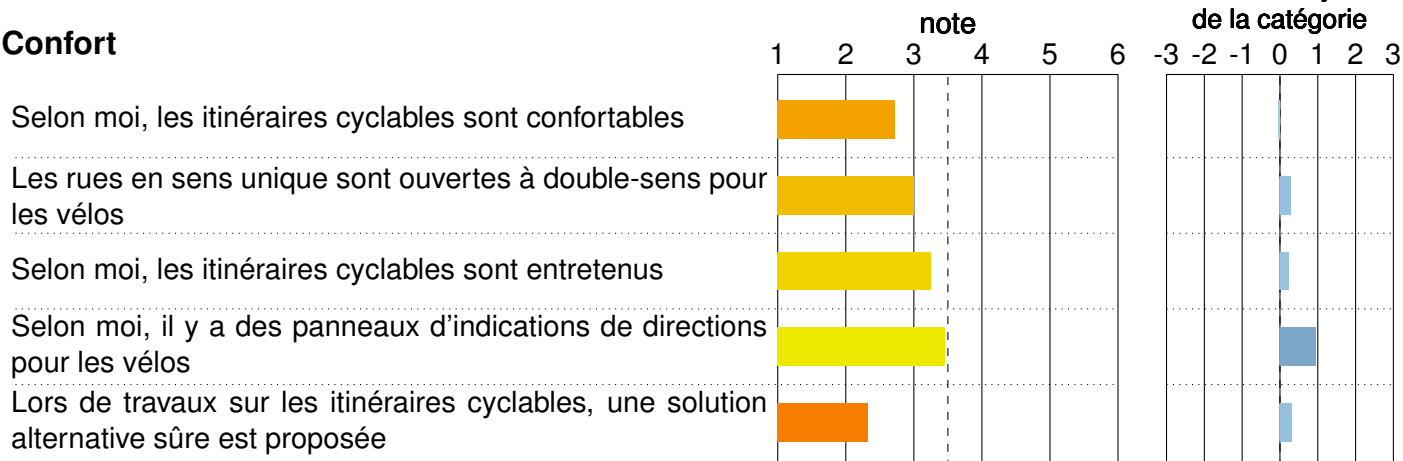 note
de la catégorie
Confort
1 2 3 4 5 6
-3 -2 -1 0 1 2 3
Selon moi, les itinéraires cyclables sont confortables
Les rues en sens unique sont ouvertes à double-sens pour
les vélos
Selon moi, les itinéraires cyclables sont entretenus
Selon moi, il y a des panneaux d'indications de directions
pour les vélos
Lors de travaux sur les itinéraires cyclables, une solution
alternative sûre est proposée